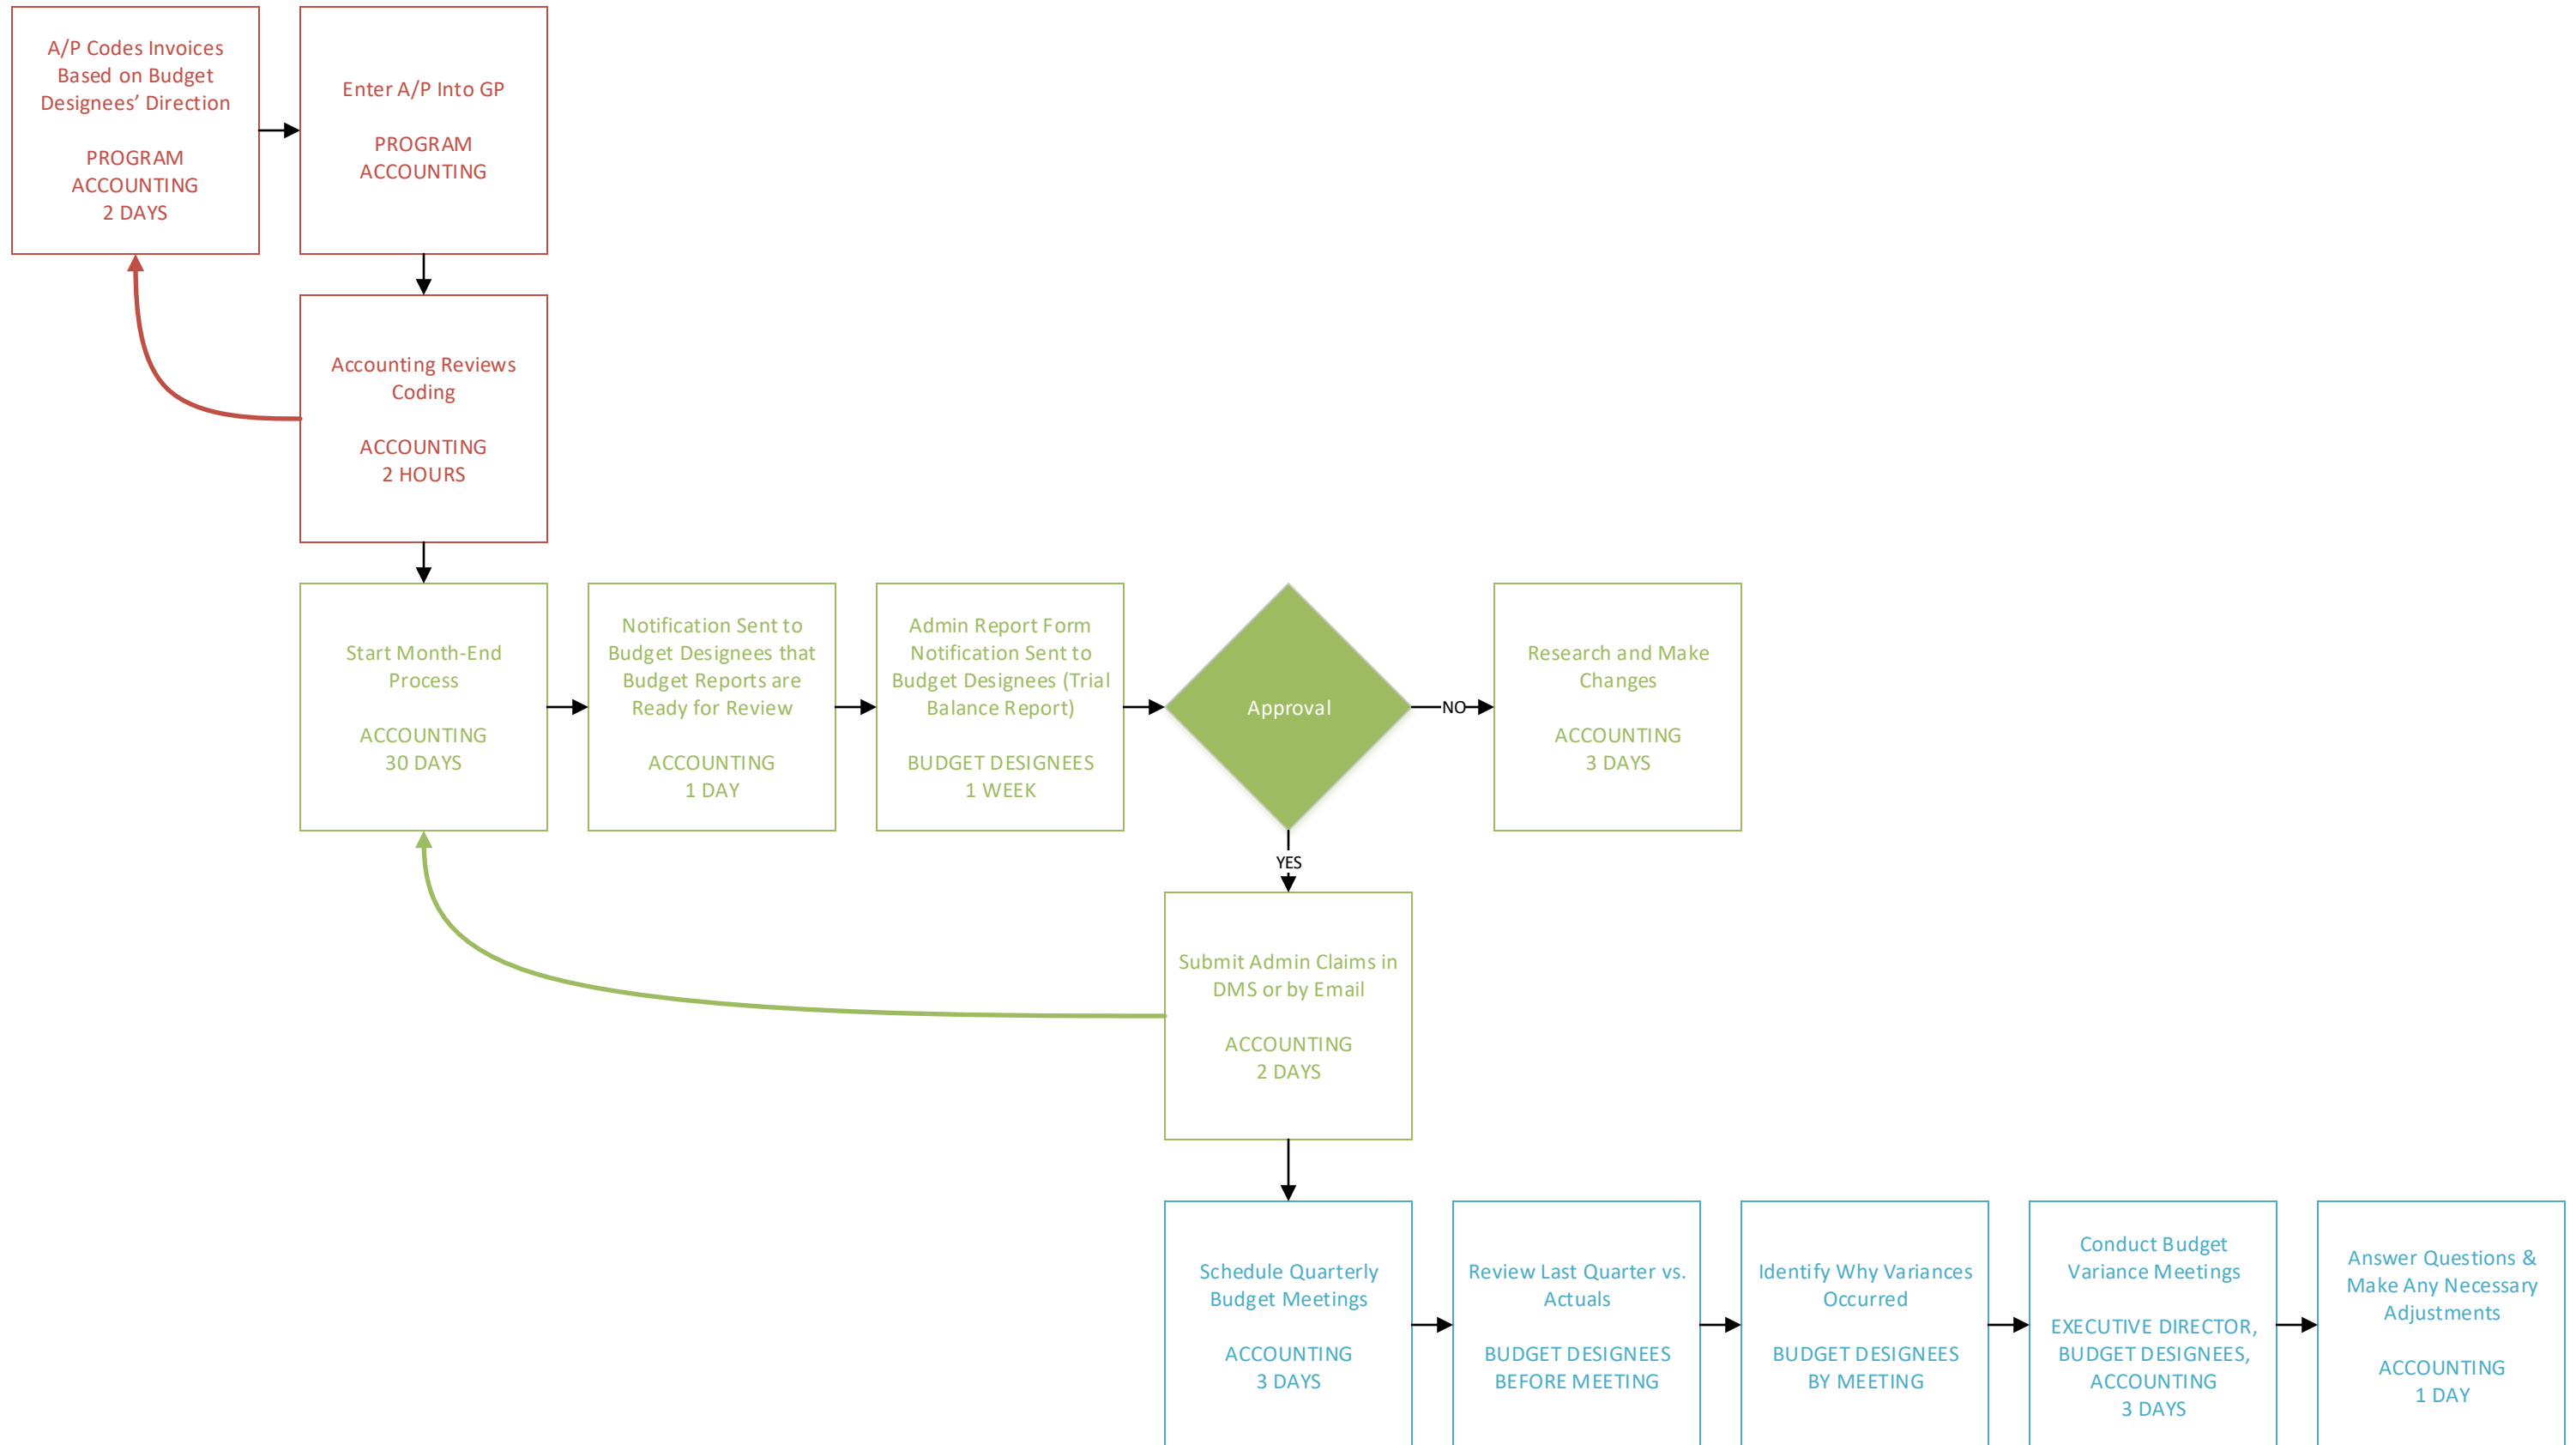 A/P Codes Invoices
Based on Budget
Designees’ Direction
PROGRAM
ACCOUNTING
2 DAYS
Enter A/P Into GP
PROGRAM
ACCOUNTING
Accounting Reviews
Coding
ACCOUNTING
2 HOURS
Start Month-End
Process
ACCOUNTING
30 DAYS
Notification Sent to
Budget Designees that
Budget Reports are
Ready for Review
ACCOUNTING
1 DAY
Admin Report Form
Notification Sent to
Budget Designees (Trial
Balance Report)
BUDGET DESIGNEES
1 WEEK
Approval
NO
Research and Make
Changes
ACCOUNTING
3 DAYS
YES
Submit Admin Claims in
DMS or by Email
ACCOUNTING
2 DAYS
Schedule Quarterly
Budget Meetings
ACCOUNTING
3 DAYS
Review Last Quarter vs.
Actuals
BUDGET DESIGNEES
BEFORE MEETING
Identify Why Variances
Occurred
BUDGET DESIGNEES
BY MEETING
Conduct Budget
Variance Meetings
EXECUTIVE DIRECTOR,
BUDGET DESIGNEES,
ACCOUNTING
3 DAYS
Answer Questions &
Make Any Necessary
Adjustments
ACCOUNTING
1 DAY